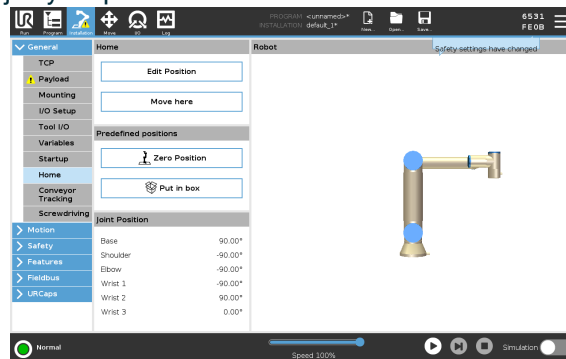 PROGRAM <unnamed>*
INSTALLATION default_1*
6531
FE0B
Run Program Installation Move I/O Log New... Open... Save...
General
TCP
Payload
Mounting
I/O Setup
Tool I/O
Variables
Startup
Home
Conveyor
Tracking
Screwdriving
Motion
Safety
Features
Fieldbus
URCaps
Home
Edit Position
Move here
Predefined positions
Zero Position
Put in box
Joint Position
Base 90.00°
Shoulder -90.00°
Elbow -90.00°
Wrist 1 -90.00°
Wrist 2 90.00°
Wrist 3 0.00°
Robot
Safety settings have changed
Normal
Speed 100%
Simulation